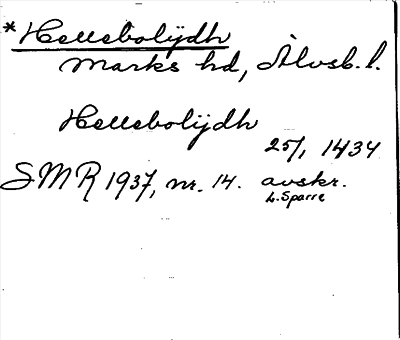 *Hellebolijdh
Marks hd, Älvsb. l.
Hellebolijdh
25/1 1434
SMR 1937, nr. 14. avskr.
L. Sparre